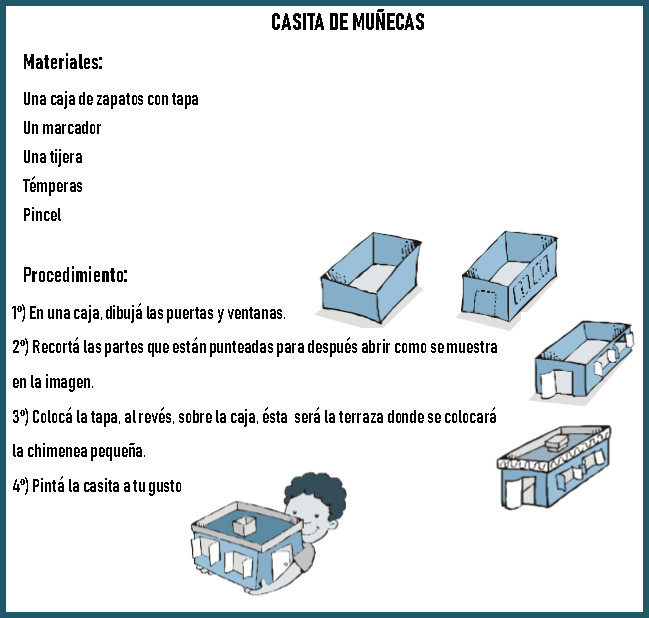 CASITA DE MUÑECAS
Materiales:
Una caja de zapatos con tapa
Un marcador
Una tijera
Témperas
Pincel
Procedimiento:
1º) En una caja, dibujá las puertas y ventanas.
2º) Recortá las partes que están punteadas para después abrir como se muestra
en la imagen.
3º) Colocá la tapa, al revés, sobre la caja, ésta será la terraza donde se colocará
la chimenea pequeña.
4º) Pintá la casita a tu gusto